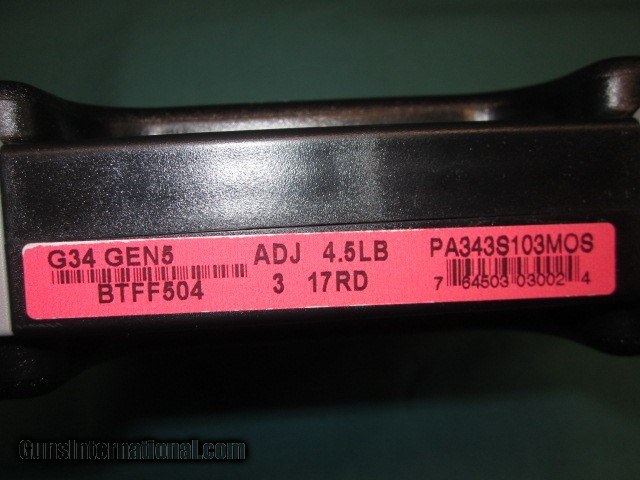 G34 GEN5 ADJ 4.5LB PA343S103MOS
BTFF504 3 17RD 7 64503 03002 4
GunsInternational.com